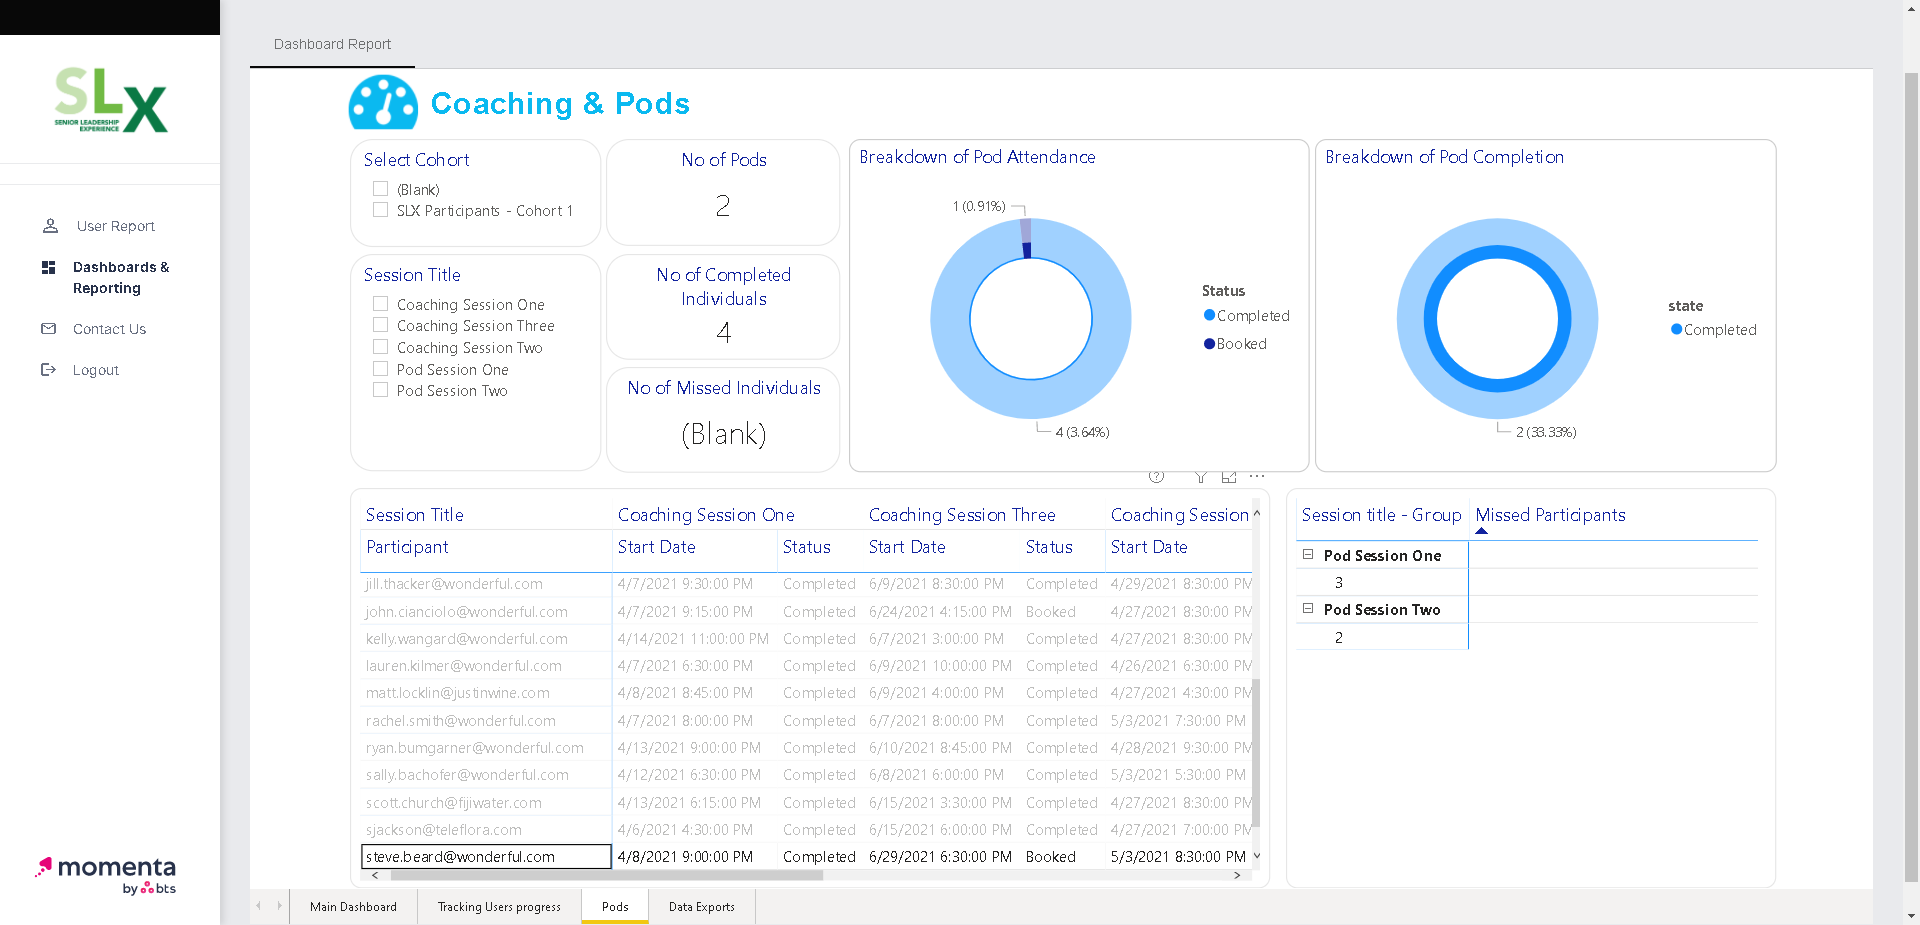 SLX
SENIOR LEADERSHIP
EXPERIENCE
User Report
Dashboards &
Reporting
Contact Us
Logout
momenta
by bts
Dashboard Report
Coaching & Pods
Select Cohort
(Blank)
SLX Participants - Cohort 1
Session Title
Coaching Session One
Coaching Session Three
Coaching Session Two
Pod Session One
Pod Session Two
No of Pods
2
No of Completed
Individuals
4
No of Missed Individuals
(Blank)
Breakdown of Pod Attendance
1 (0.91%)
4 (3.64%)
Status
Completed
Booked
Breakdown of Pod Completion
2 (33.33%)
state
Completed
Session Title Coaching Session One Coaching Session Three Coaching Session
Participant Start Date Status Start Date Status Start Date
jill.thacker@wonderful.com 4/7/2021 9:30:00 PM Completed 6/9/2021 8:30:00 PM Completed 4/29/2021 8:30:00 PM
john.cianciolo@wonderful.com 4/7/2021 9:15:00 PM Completed 6/24/2021 4:15:00 PM Booked 4/27/2021 8:30:00 PM
kelly.wangard@wonderful.com 4/14/2021 11:00:00 PM Completed 6/7/2021 3:00:00 PM Completed 4/27/2021 8:30:00 PM
lauren.kilmer@wonderful.com 4/7/2021 6:30:00 PM Completed 6/9/2021 10:00:00 PM Completed 4/26/2021 6:30:00 PM
matt.locklin@justinwine.com 4/8/2021 8:45:00 PM Completed 6/9/2021 4:00:00 PM Completed 4/27/2021 4:30:00 PM
rachel.smith@wonderful.com 4/7/2021 8:00:00 PM Completed 6/7/2021 8:00:00 PM Completed 5/3/2021 7:30:00 PM
ryan.bumgarner@wonderful.com 4/13/2021 9:00:00 PM Completed 6/10/2021 8:45:00 PM Completed 4/28/2021 9:30:00 PM
sally.bachofer@wonderful.com 4/12/2021 6:30:00 PM Completed 6/8/2021 6:00:00 PM Completed 5/3/2021 5:30:00 PM
scott.church@fijiwater.com 4/13/2021 6:15:00 PM Completed 6/15/2021 3:30:00 PM Completed 4/27/2021 8:30:00 PM
sjackson@teleflora.com 4/6/2021 4:30:00 PM Completed 6/15/2021 6:00:00 PM Completed 4/27/2021 7:00:00 PM
steve.beard@wonderful.com 4/8/2021 9:00:00 PM Completed 6/29/2021 6:30:00 PM Booked 5/3/2021 8:30:00 PM
Session title - Group Missed Participants
Pod Session One
3
Pod Session Two
2
Main Dashboard Tracking Users progress Pods Data Exports